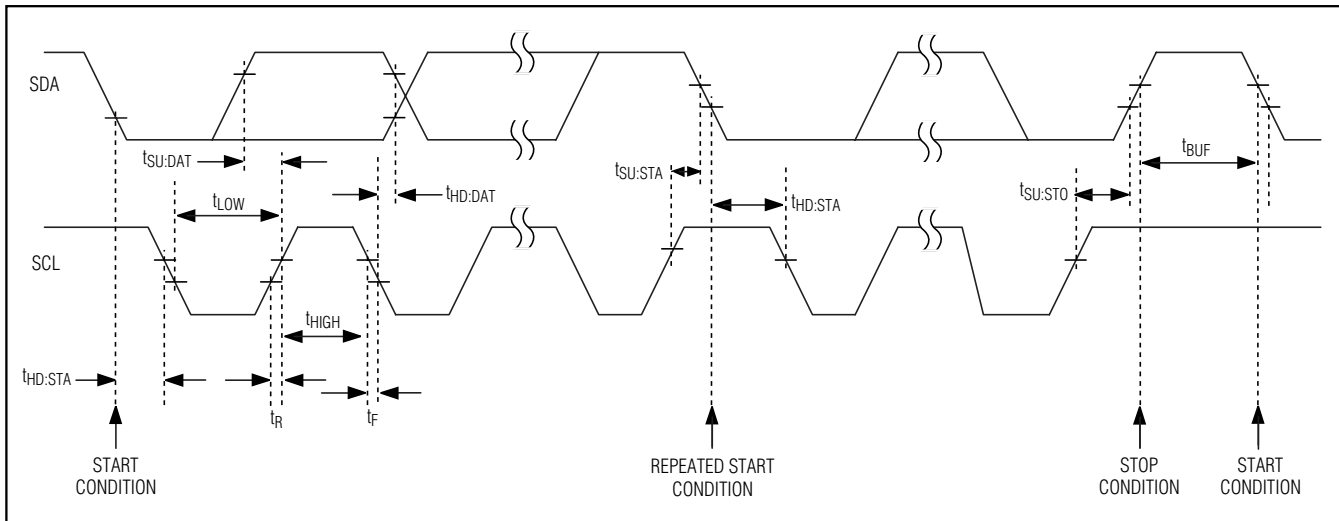 SDA
tSU:DAT
tHD:DAT
tLOW
tSU:STA
tHD:STA
tSU:STO
tBUF
SCL
tHIGH
tHD:STA
tR
tF
START
CONDITION
REPEATED START
CONDITION
STOP
CONDITION
START
CONDITION